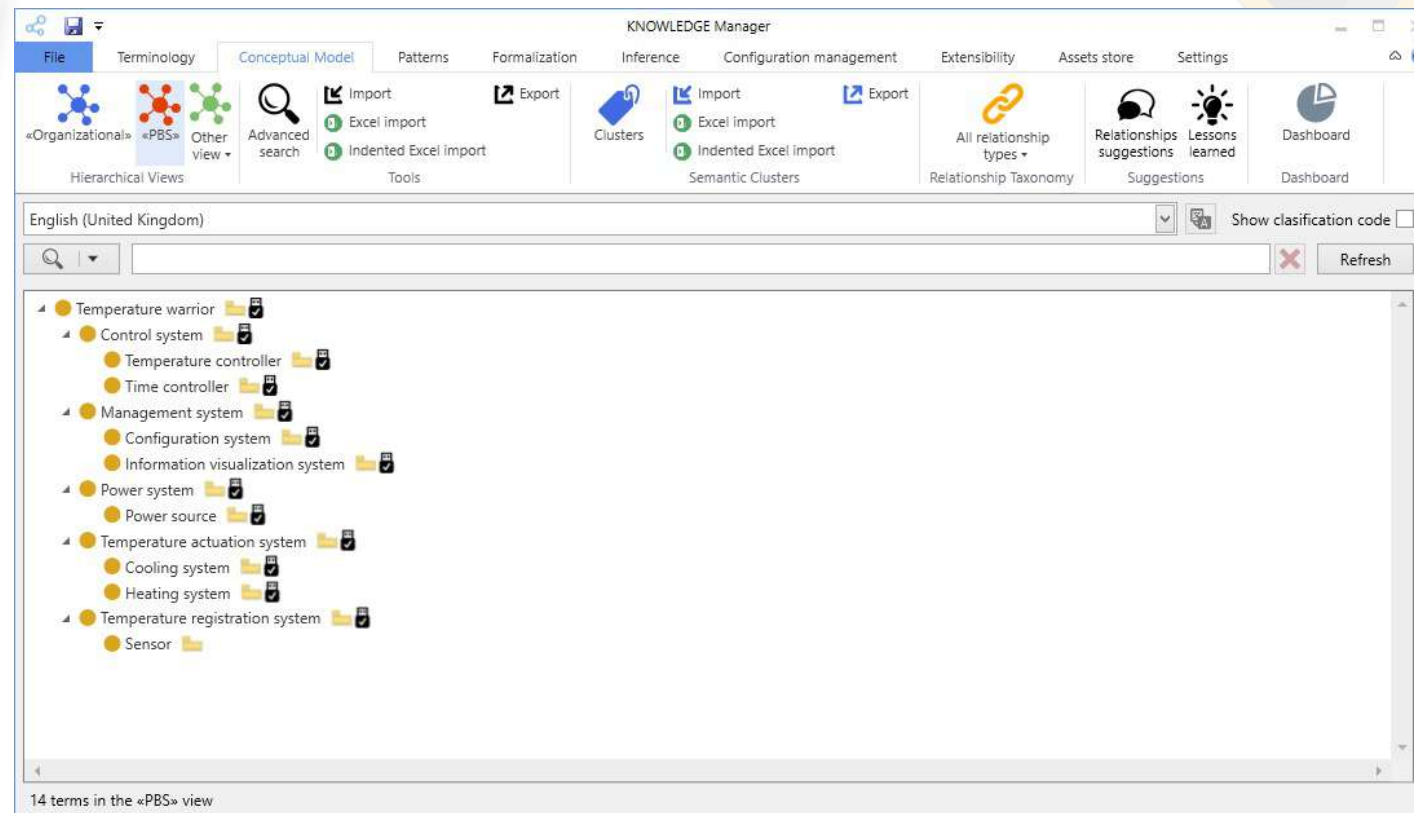 KNOWLEDGE Manager
File Terminology Conceptual Model Patterns Formalization Inference Configuration management Extensibility Assets store Settings
«Organizational» «PBS» Other view
Advanced search
Import
Excel import
Indented Excel import
Export
Clusters
Import
Excel import
Indented Excel import
Export
All relationship types
Relationships suggestions
Lessons learned
Dashboard
Hierarchical Views Tools Semantic Clusters Relationship Taxonomy Suggestions Dashboard
English (United Kingdom) Show clasification code
Refresh
Temperature warrior
Control system
Temperature controller
Time controller
Management system
Configuration system
Information visualization system
Power system
Power source
Temperature actuation system
Cooling system
Heating system
Temperature registration system
Sensor
14 terms in the «PBS» view